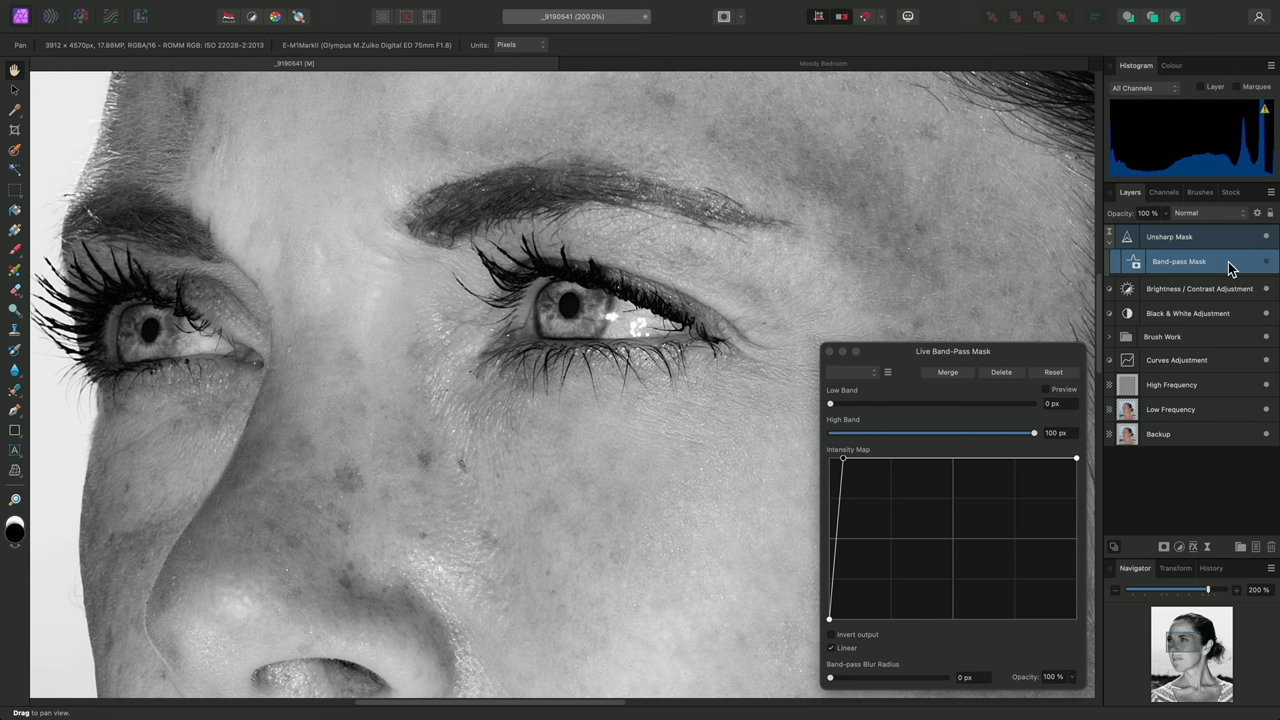 _9190541 (200.0%)
Pan
3912 × 4570px, 17.88MP, RGBA/16 - ROMM RGB: ISO 22028-2:2013
E-M1MarkII (Olympus M.Zuiko Digital ED 75mm F1.8)
Units:
Pixels
_9190541 [M]
Moody Bedroom
Histogram
Colour
All Channels
Layer
Marquee
Layers
Channels
Brushes
Stock
Opacity:
100 %
Normal
Unsharp Mask
Band-pass Mask
Brightness / Contrast Adjustment
Black & White Adjustment
Brush Work
Curves Adjustment
High Frequency
Low Frequency
Backup
Live Band-Pass Mask
Merge
Delete
Reset
Preview
Low Band
0 px
High Band
100 px
Intensity Map
Invert output
Linear
Band-pass Blur Radius
0 px
Opacity:
100 %
Navigator
Transform
History
200 %
Drag to pan view.